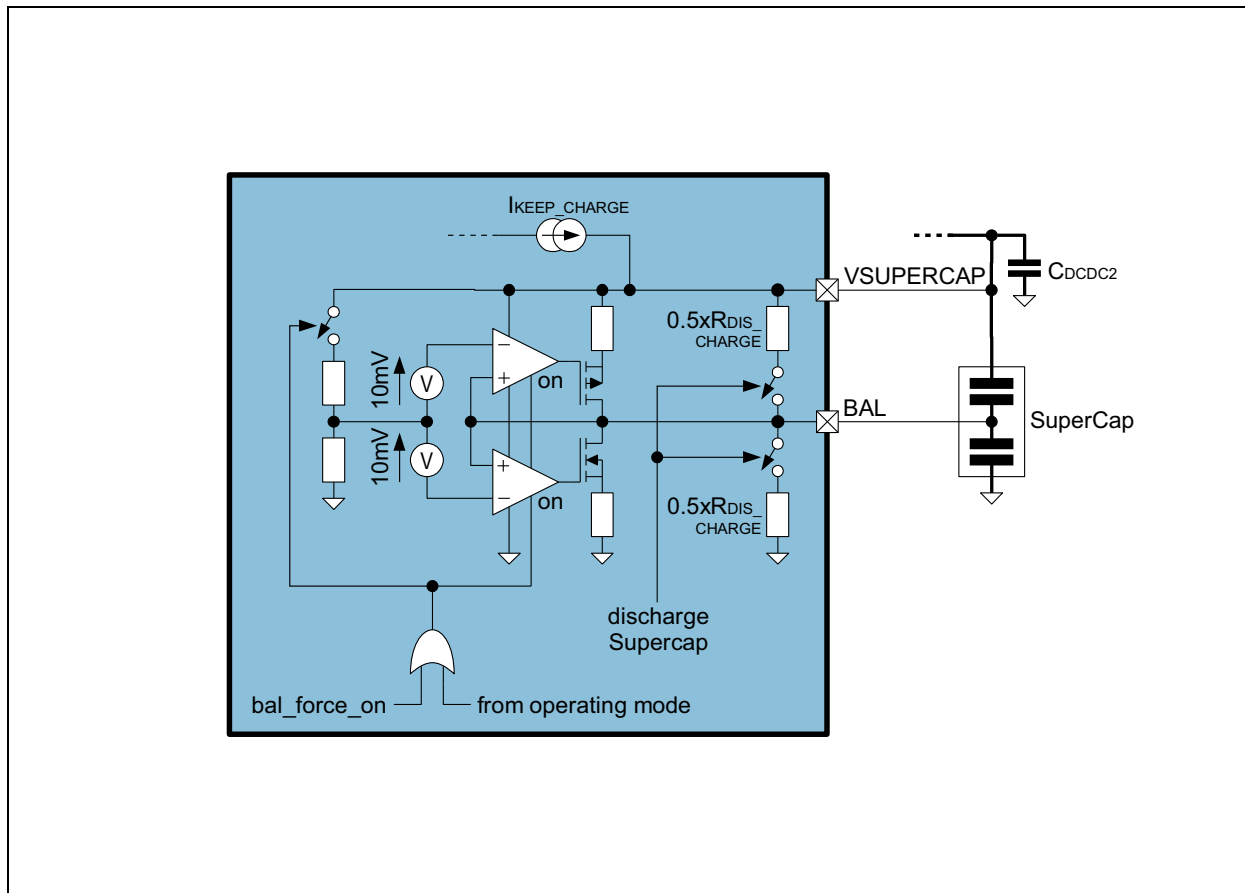 IKEEP_CHARGE
VSUPERCAP
CDCDC2
0.5xRDIS_
CHARGE
10mV
V
−
+
on
BAL
SuperCap
10mV
V
+
−
on
0.5xRDIS_
CHARGE
discharge
Supercap
bal_force_on
from operating mode